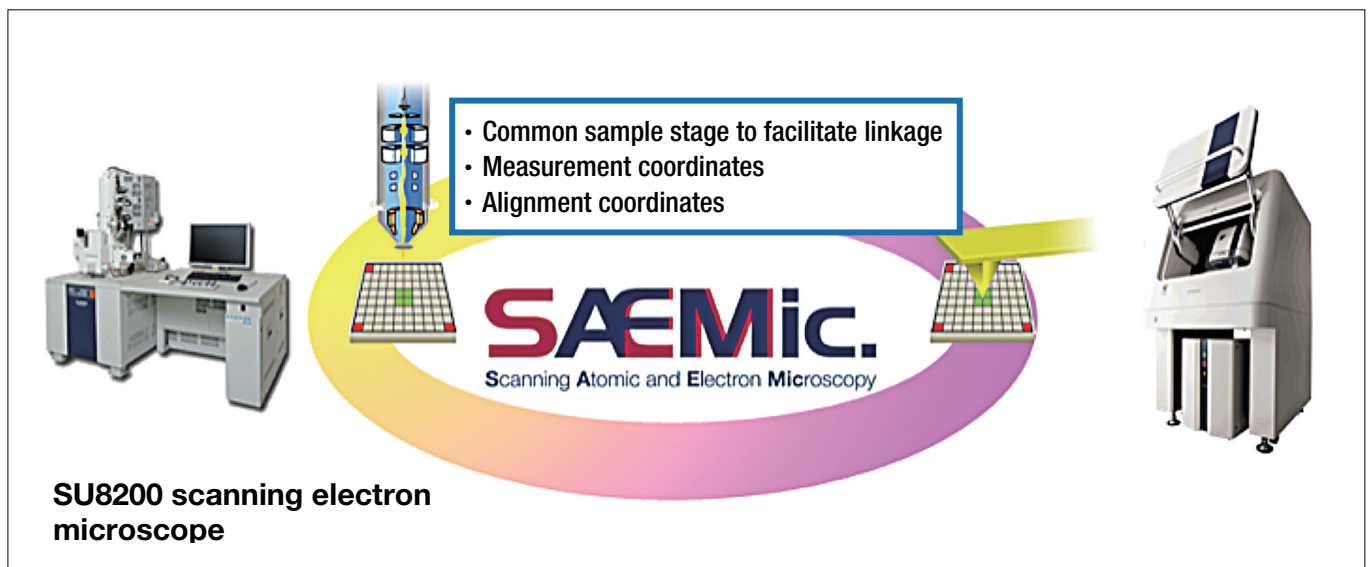 ・Common sample stage to facilitate linkage
・Measurement coordinates
・Alignment coordinates
SÆMic.
Scanning Atomic and Electron Microscopy
SU8200 scanning electron
microscope